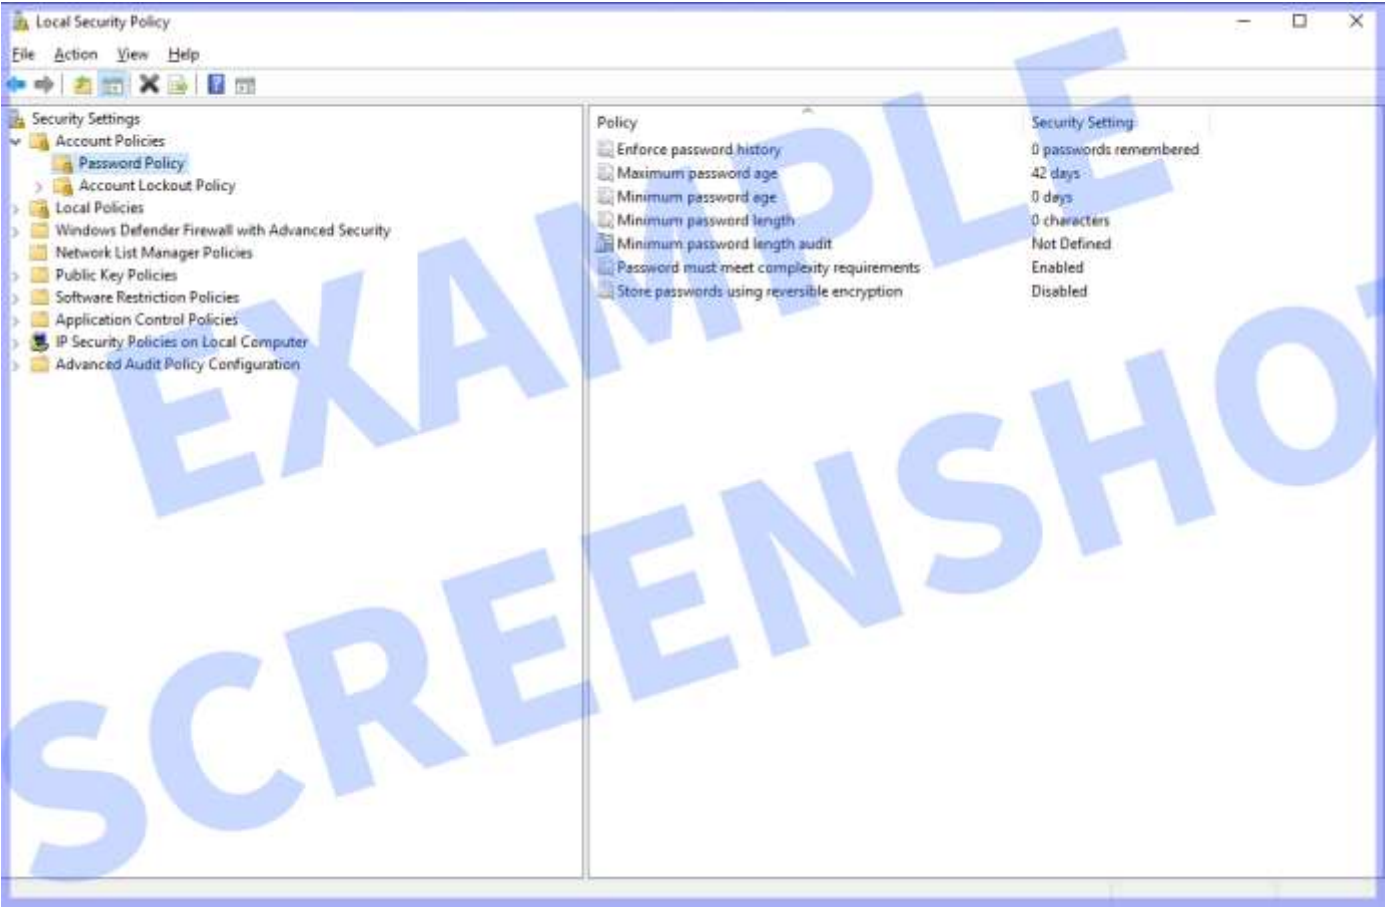 Local Security Policy
File Action View Help
Security Settings
Account Policies
Password Policy
Account Lockout Policy
Local Policies
Windows Defender Firewall with Advanced Security
Network List Manager Policies
Public Key Policies
Software Restriction Policies
Application Control Policies
IP Security Policies on Local Computer
Advanced Audit Policy Configuration
Policy Security Setting
Enforce password history 0 passwords remembered
Maximum password age 42 days
Minimum password age 0 days
Minimum password length 0 characters
Minimum password length audit Not Defined
Password must meet complexity requirements Enabled
Store passwords using reversible encryption Disabled
EXAMPLE
SCREENSHOT